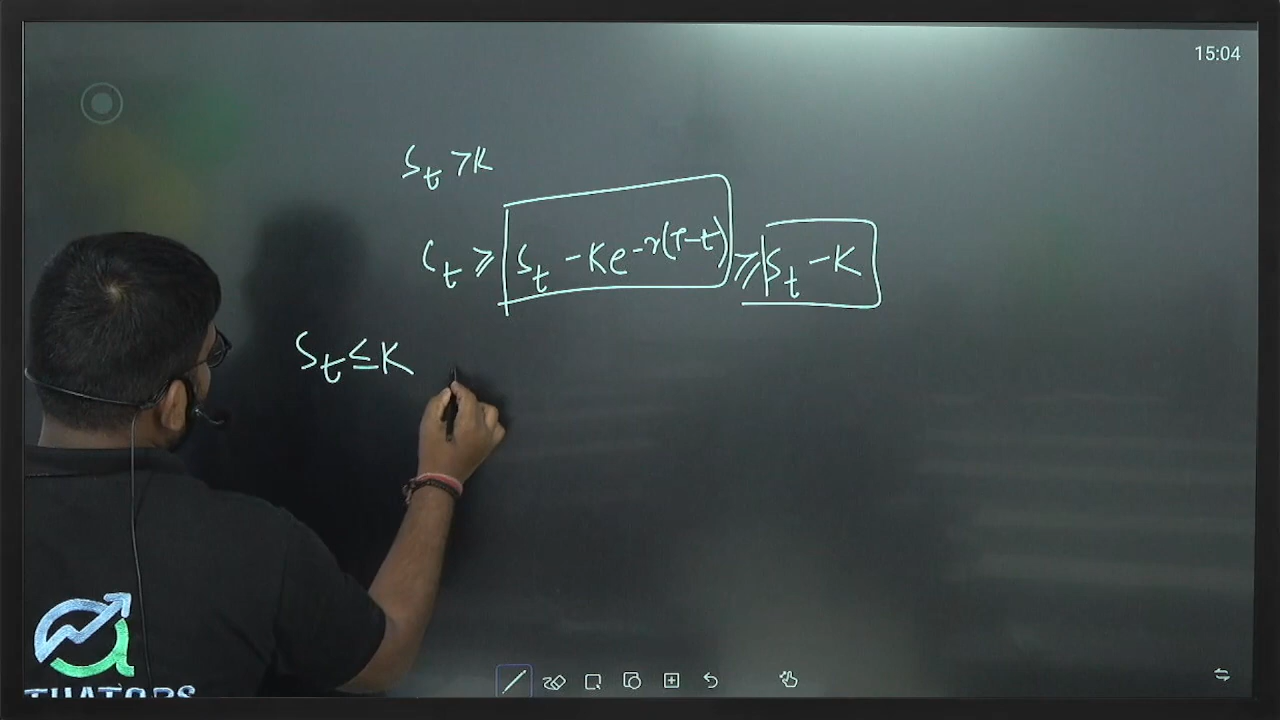 15:04
S_t > K
C_t ≥ S_t - Ke^{-r(T-t)} ≥ S_t - K
S_t ≤ K